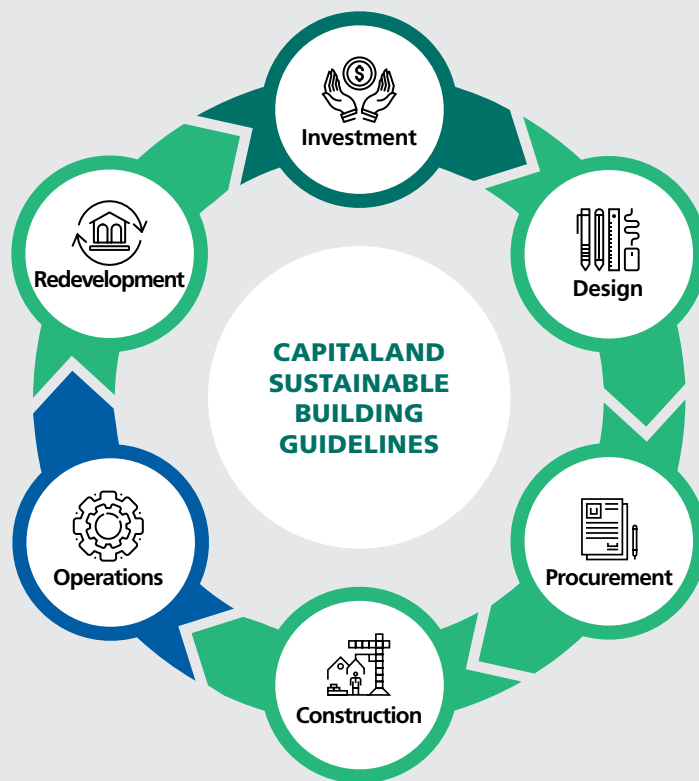 Investment
Design
Procurement
Construction
Operations
Redevelopment
CAPITALAND
SUSTAINABLE
BUILDING
GUIDELINES